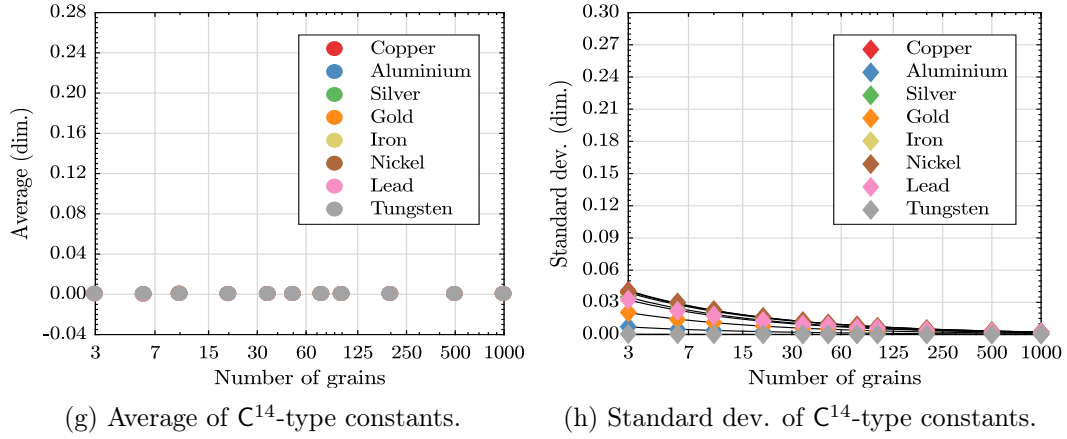 0.28
0.24
0.20
0.16
0.12
0.08
0.04
0.00
-0.04
Average (dim.)
Copper
Aluminium
Silver
Gold
Iron
Nickel
Lead
Tungsten
3 7 15 30 60 125 250 500 1000
Number of grains
(g) Average of C14-type constants.
0.30
0.27
0.24
0.21
0.18
0.15
0.12
0.09
0.06
0.03
0.00
Standard dev. (dim.)
Copper
Aluminium
Silver
Gold
Iron
Nickel
Lead
Tungsten
3 7 15 30 60 125 250 500 1000
Number of grains
(h) Standard dev. of C14-type constants.